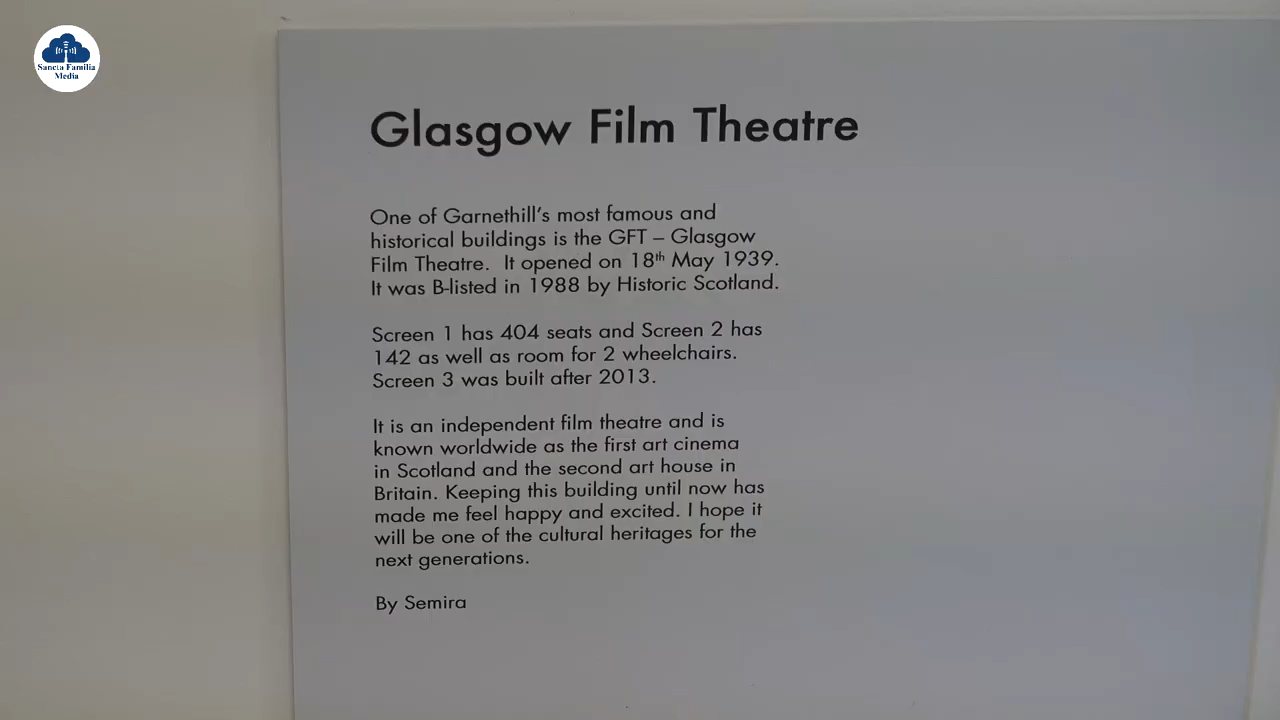 Sancta Familia
Media
Glasgow Film Theatre
One of Garnethill's most famous and
historical buildings is the GFT – Glasgow
Film Theatre.  It opened on 18th May 1939.
It was B-listed in 1988 by Historic Scotland.
Screen 1 has 404 seats and Screen 2 has
142 as well as room for 2 wheelchairs.
Screen 3 was built after 2013.
It is an independent film theatre and is
known worldwide as the first art cinema
in Scotland and the second art house in
Britain. Keeping this building until now has
made me feel happy and excited. I hope it
will be one of the cultural heritages for the
next generations.
By Semira